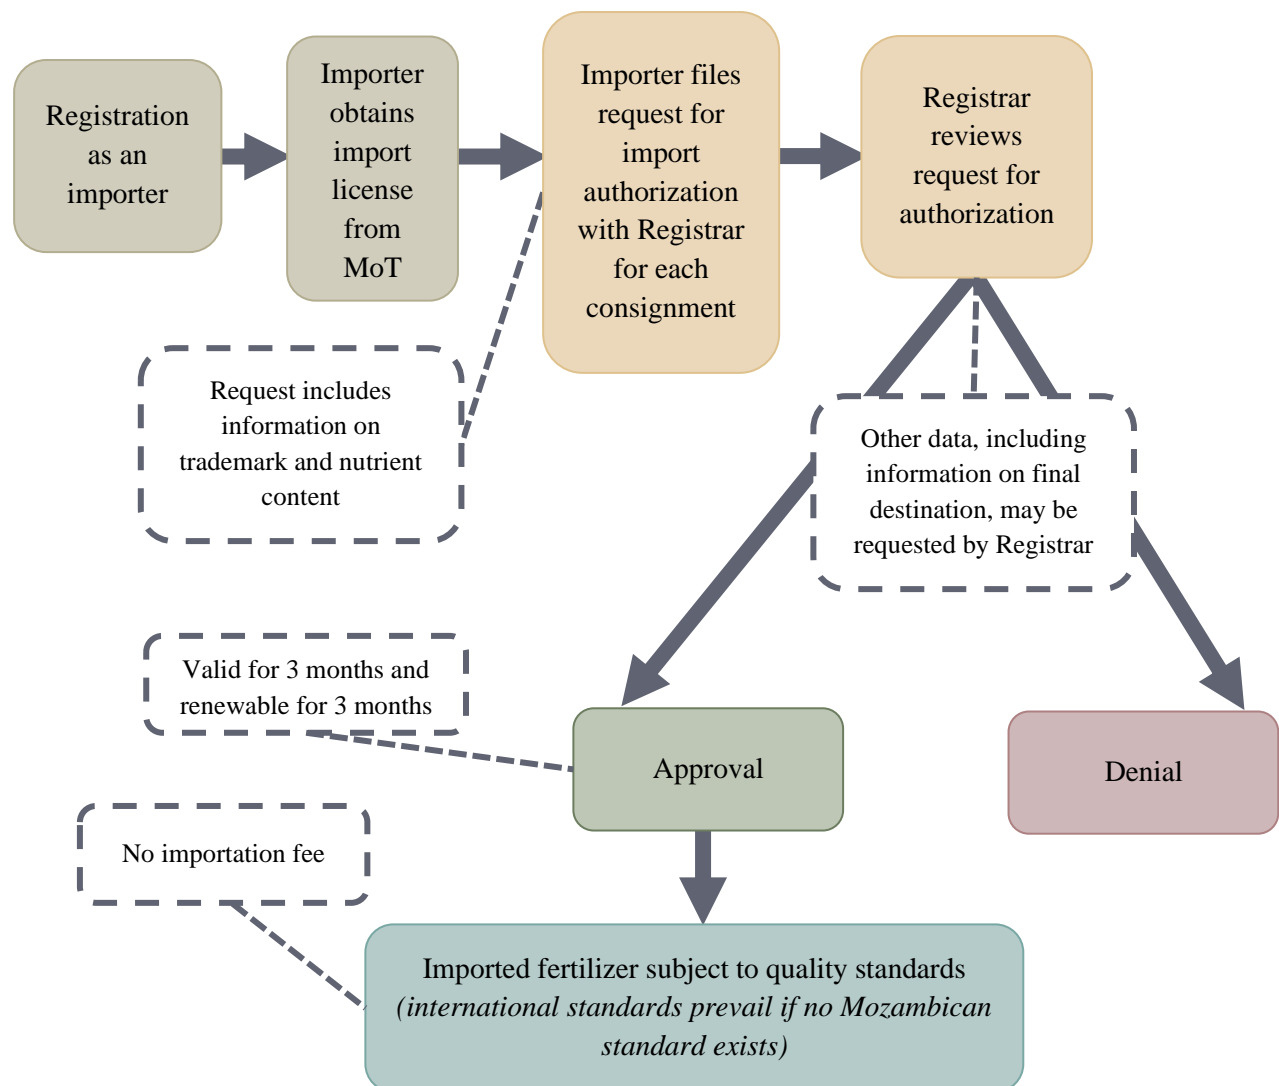 Registration
as an
importer
Importer
obtains
import
license
from
MoT
Importer files
request for
import
authorization
with Registrar
for each
consignment
Registrar
reviews
request for
authorization
Request includes
information on
trademark and nutrient
content
Other data, including
information on final
destination, may be
requested by Registrar
Valid for 3 months and
renewable for 3 months
Approval
Denial
No importation fee
Imported fertilizer subject to quality standards
(international standards prevail if no Mozambican
standard exists)